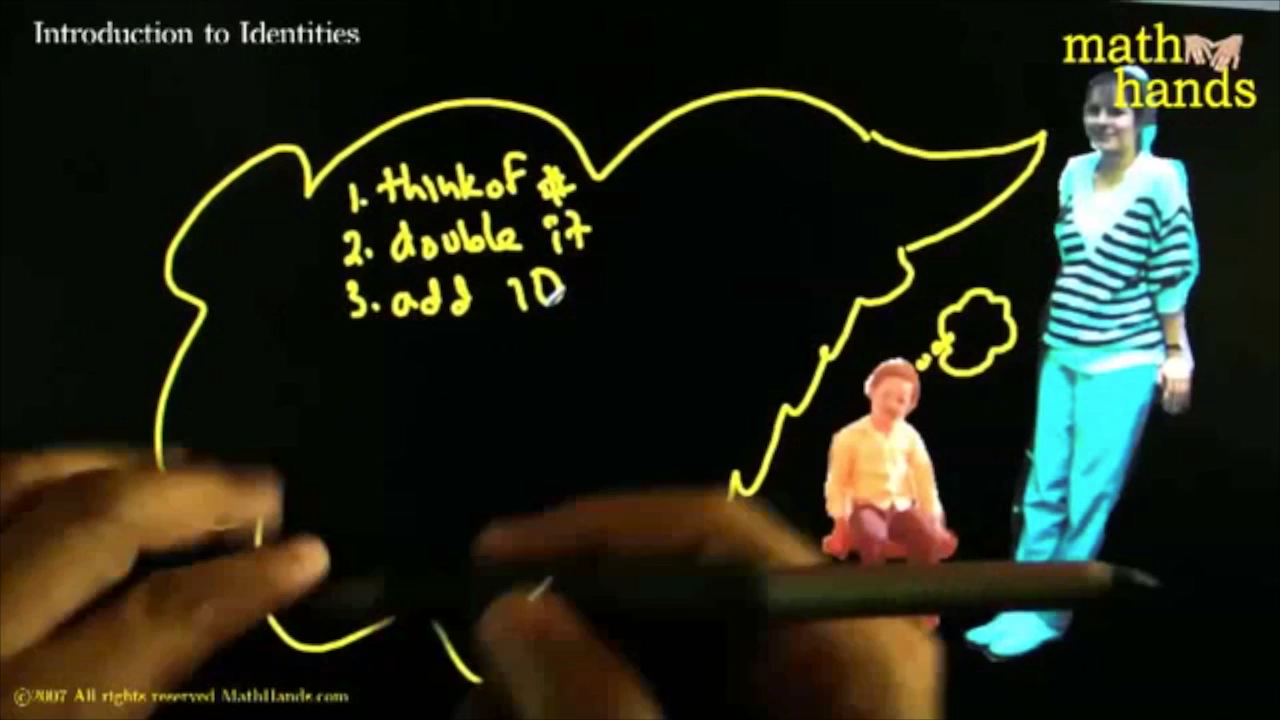 Introduction to Identities
math
hands
1. think of #
2. double it
3. add 10
©2007 All rights reserved MathHands.com